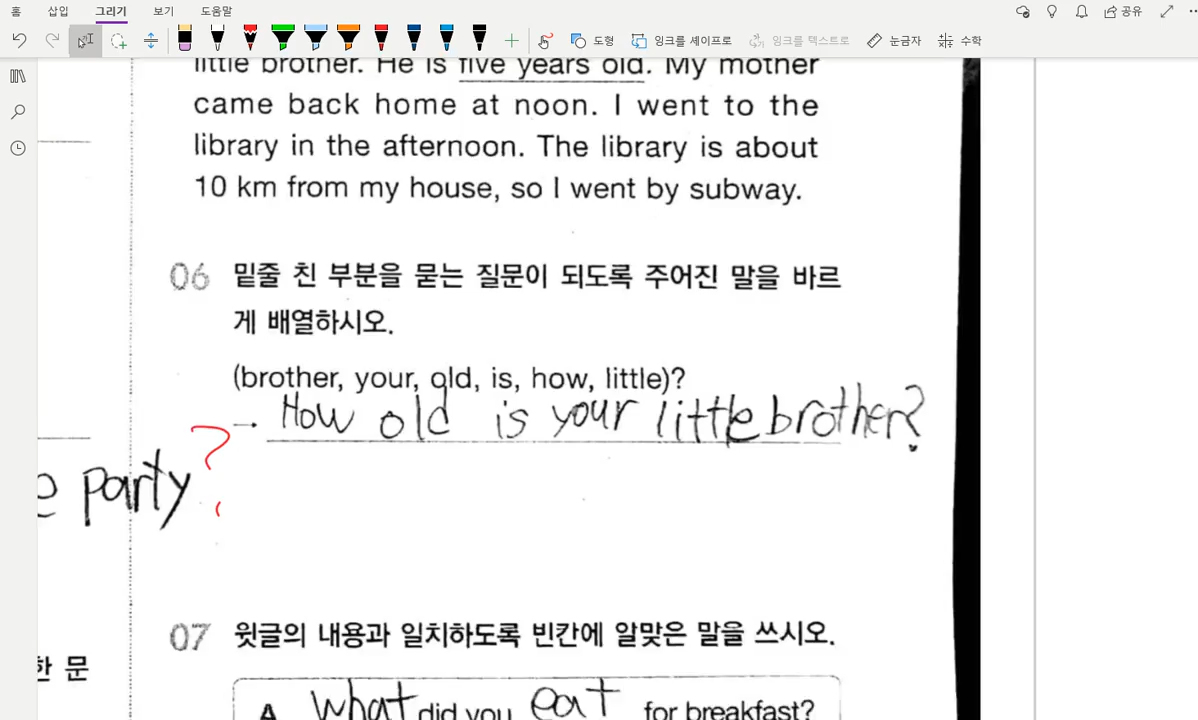 홈 삽입 그리기 보기 도움말
공유
도형 잉크를 셰이프로 잉크를 텍스트로 눈금자 수학
little brother. He is five years old. My mother
came back home at noon. I went to the
library in the afternoon. The library is about
10 km from my house, so I went by subway.
06 밑줄 친 부분을 묻는 질문이 되도록 주어진 말을 바르
게 배열하시오.
(brother, your, old, is, how, little)?
→ How old is your little brother?
?
e party
07 윗글의 내용과 일치하도록 빈칸에 알맞은 말을 쓰시오.
한 문
A what did you eat for breakfast?